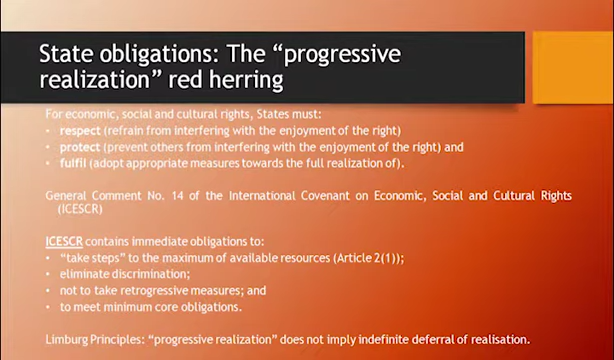 State obligations: The “progressive
realization” red herring
For economic, social and cultural rights, States must:
• respect (refrain from interfering with the enjoyment of the right)
• protect (prevent others from interfering with the enjoyment of the right) and
• fulfil (adopt appropriate measures towards the full realization of).
General Comment No. 14 of the International Covenant on Economic, Social and Cultural Rights
(ICESCR)
ICESCR contains immediate obligations to:
• “take steps” to the maximum of available resources (Article 2(1));
• eliminate discrimination;
• not to take retrogressive measures; and
• to meet minimum core obligations.
Limburg Principles: “progressive realization” does not imply indefinite deferral of realisation.